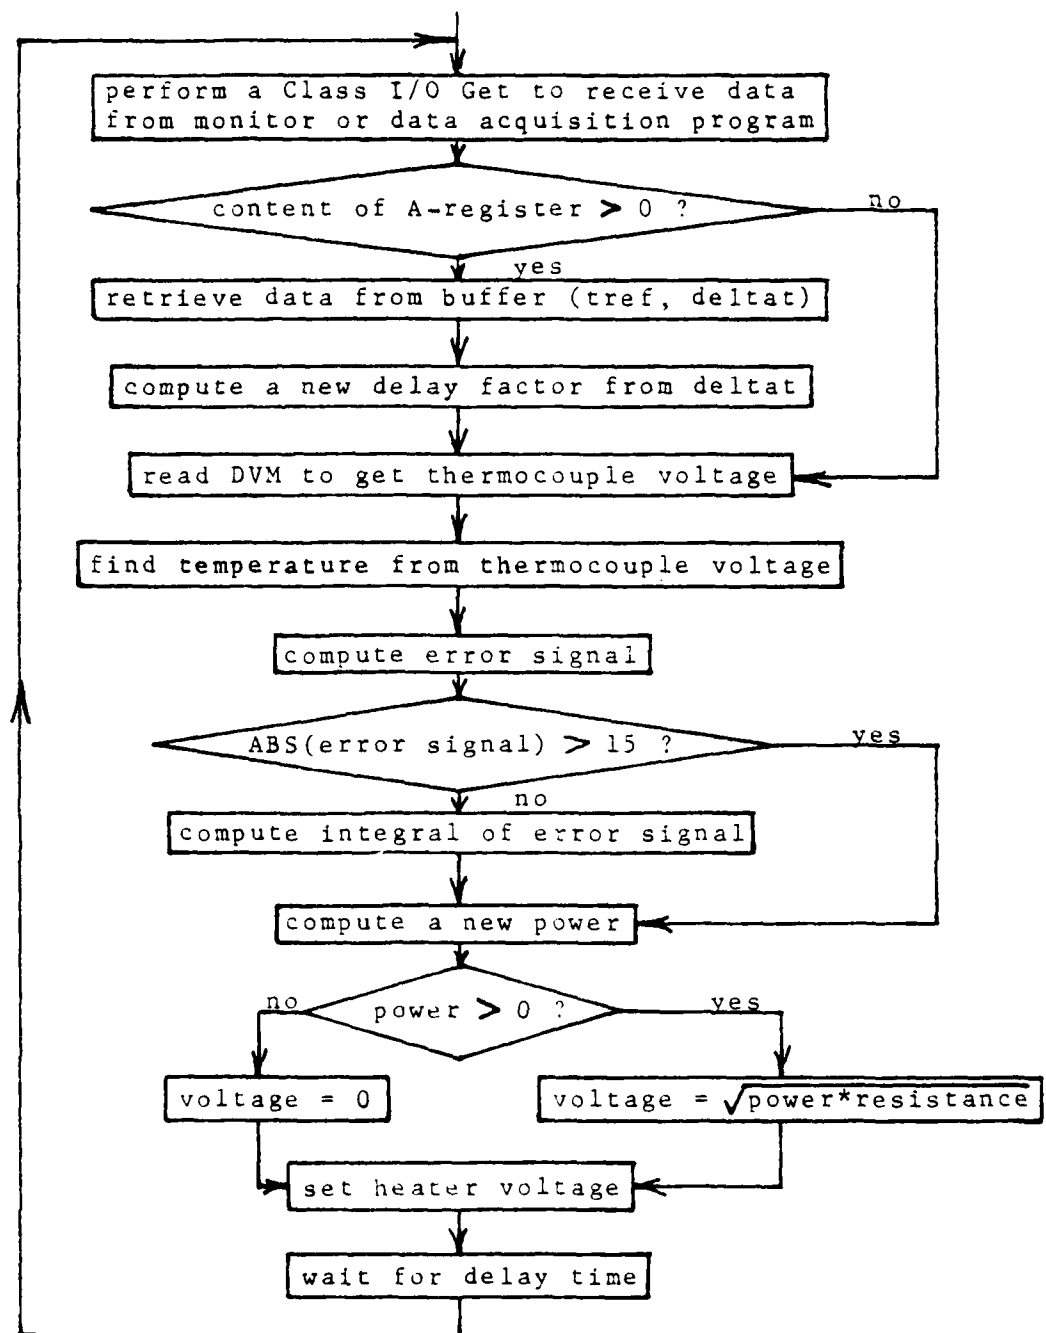 perform a Class I/O Get to receive data
from monitor or data acquisition program
content of A-register > 0 ?
no
yes
retrieve data from buffer (tref, deltat)
compute a new delay factor from deltat
read DVM to get thermocouple voltage
find temperature from thermocouple voltage
compute error signal
ABS(error signal) > 15 ?
yes
no
compute integral of error signal
compute a new power
no
power > 0 ?
yes
voltage = 0
voltage = √power*resistance
set heater voltage
wait for delay time